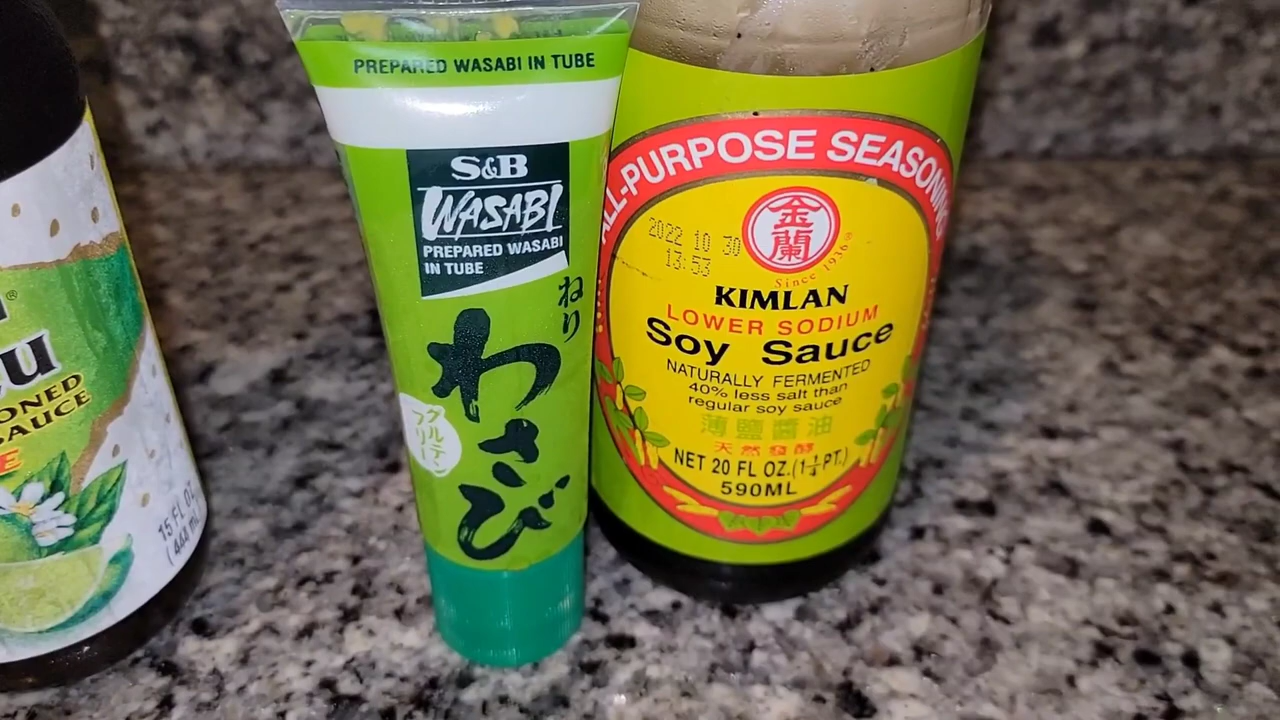 cu
ONED
SAUCE
E
15 FL OZ
(444 mL)
PREPARED WASABI IN TUBE
S&B
WASABI
PREPARED WASABI
IN TUBE
ねり
わさび
グルテン
フリー
ALL-PURPOSE SEASONING
金蘭
2022 10 30
13:53
Since 1936®
KIMLAN
LOWER SODIUM
Soy Sauce
NATURALLY FERMENTED
40% less salt than
regular soy sauce
薄鹽醬油
天然發酵
NET 20 FL OZ.(1¼PT.)
590ML